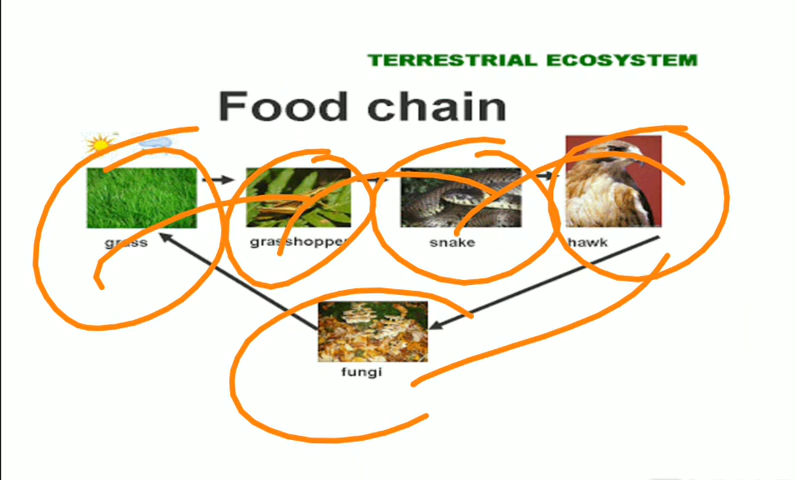 TERRESTRIAL ECOSYSTEM
Food chain
grass grasshopper snake hawk
fungi